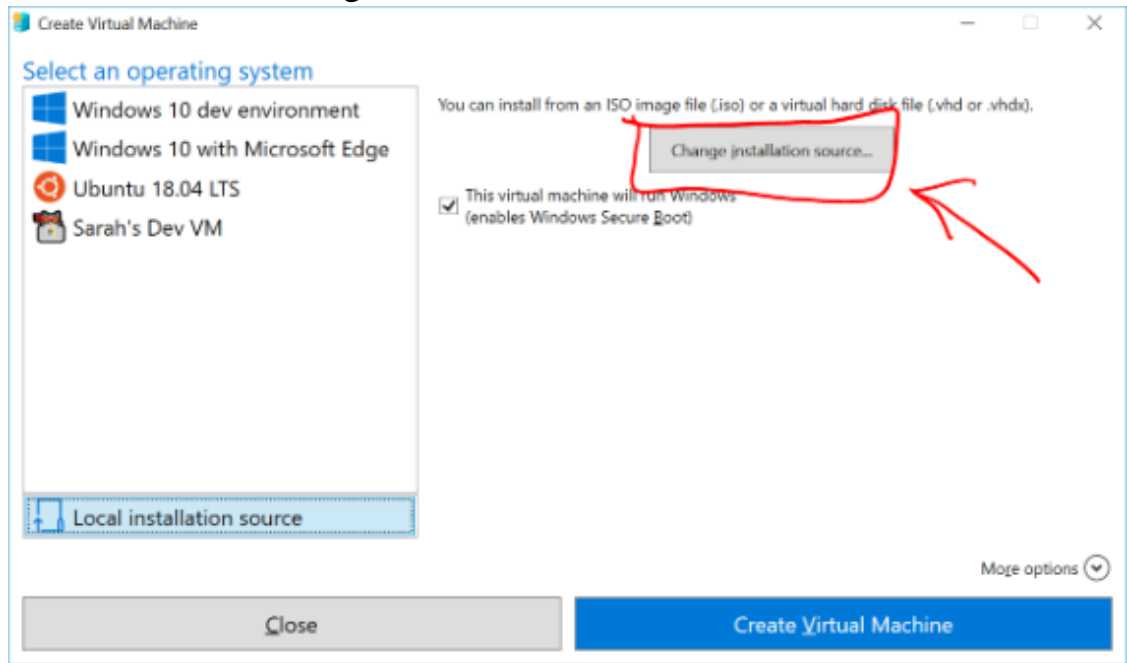 Create Virtual Machine
Select an operating system
Windows 10 dev environment
Windows 10 with Microsoft Edge
Ubuntu 18.04 LTS
Sarah's Dev VM
Local installation source
You can install from an ISO image file (.iso) or a virtual hard disk file (.vhd or .vhdx).
Change installation source...
This virtual machine will run Windows
(enables Windows Secure Boot)
More options
Close
Create Virtual Machine